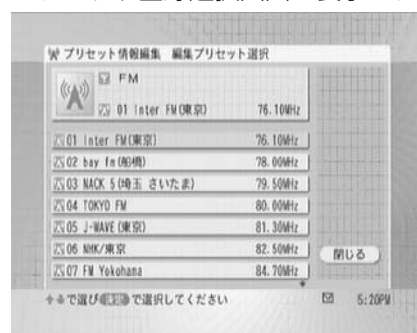 プリセット情報編集 編集プリセット選択
FM
01 Inter FM(東京) 76.10MHz
01 Inter FM(東京) 76.10MHz
02 bay fm(船橋) 78.00MHz
03 NACK 5(埼玉 さいたま) 79.50MHz
04 TOKYO FM 80.00MHz
05 J-WAVE(東京) 81.30MHz
06 NHK/東京 82.50MHz
07 FM Yokohama 84.70MHz
閉じる
で選び で選択してください 5:20PM